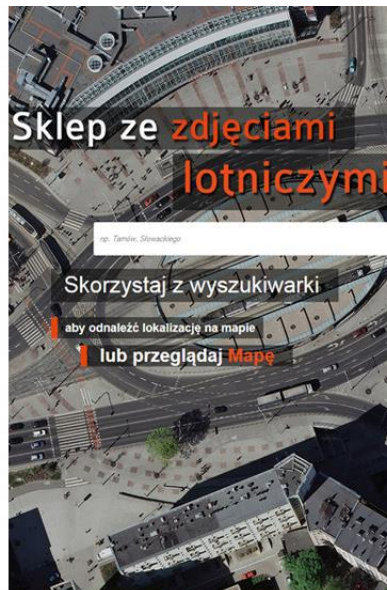 Sklep ze zdjęciami
lotniczymi
np. Tarnów, Słowackiego
Skorzystaj z wyszukiwarki
aby odnaleźć lokalizację na mapie
lub przeglądaj Mapę